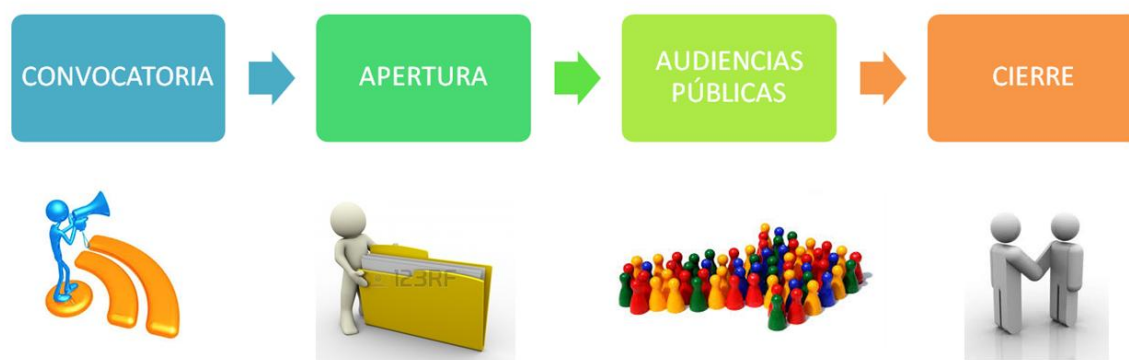 CONVOCATORIA
APERTURA
AUDIENCIAS
PÚBLICAS
CIERRE
123RF